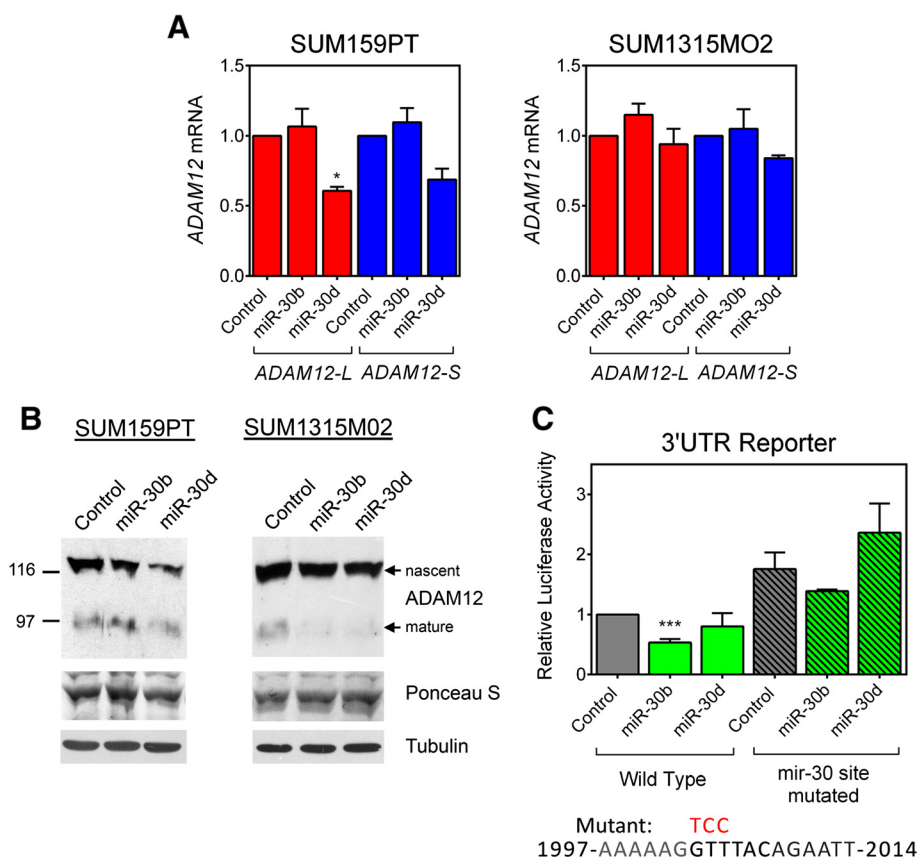 A
SUM159PT
SUM1315MO2
ADAM12 mRNA
1.5
1.0
0.5
0.0
*
Control
miR-30b
miR-30d
Control
miR-30b
miR-30d
ADAM12-L
ADAM12-S
ADAM12 mRNA
1.5
1.0
0.5
0.0
Control
miR-30b
miR-30d
Control
miR-30b
miR-30d
ADAM12-L
ADAM12-S
B
SUM159PT
SUM1315M02
Control
miR-30b
miR-30d
Control
miR-30b
miR-30d
116
97
nascent
ADAM12
mature
Ponceau S
Tubulin
C
3'UTR Reporter
Relative Luciferase Activity
3
2
1
0
***
Control
miR-30b
miR-30d
Control
miR-30b
miR-30d
Wild Type
mir-30 site
mutated
Mutant: TCC
1997-AAAAAGGTTTACAGAATT-2014